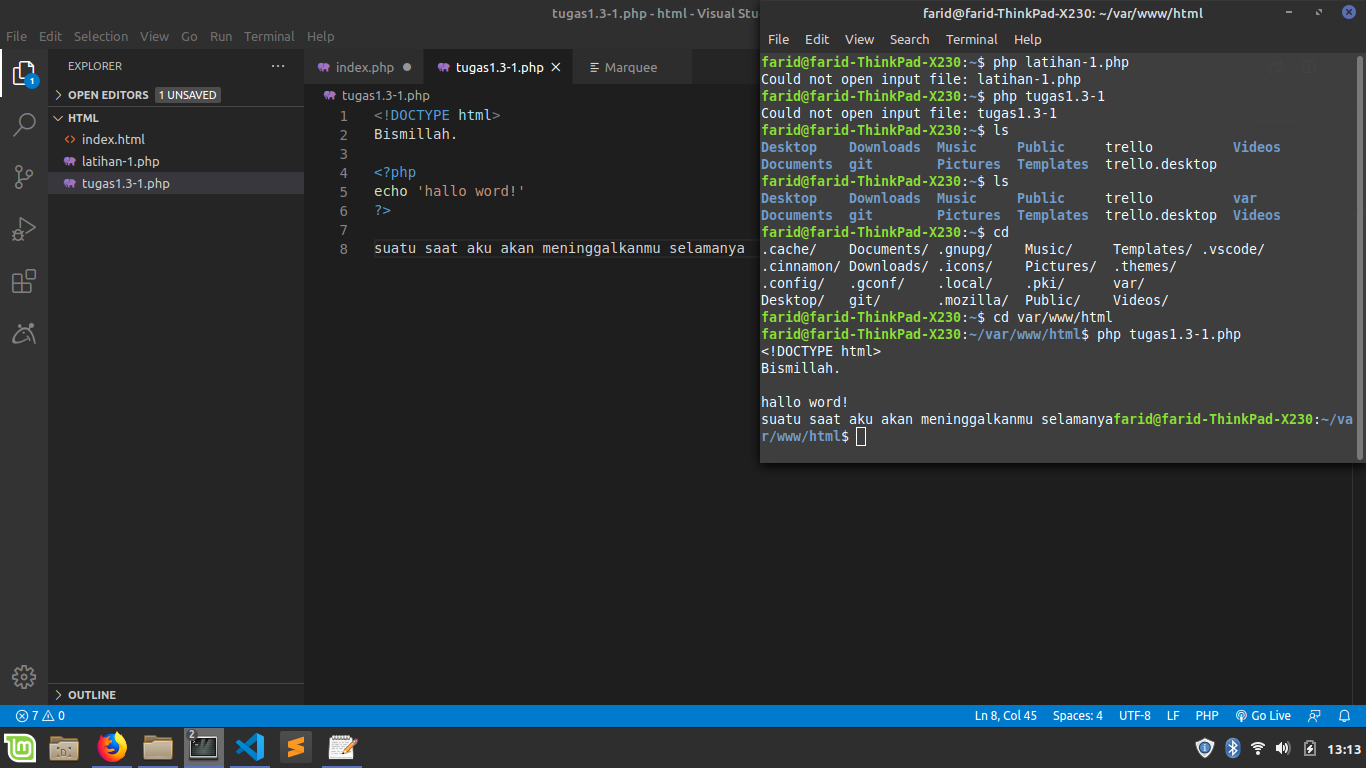 tugas1.3-1.php - html - Visual Stu
File Edit Selection View Go Run Terminal Help
EXPLORER
OPEN EDITORS 1 UNSAVED
HTML
index.html
latihan-1.php
tugas1.3-1.php
OUTLINE
index.php
tugas1.3-1.php
Marquee
tugas1.3-1.php
1 <!DOCTYPE html>
2 Bismillah.
3
4 <?php
5 echo 'hallo word!'
6 ?>
7
8 suatu saat aku akan meninggalkanmu selamanya
farid@farid-ThinkPad-X230: ~/var/www/html
File Edit View Search Terminal Help
farid@farid-ThinkPad-X230:~$ php latihan-1.php
Could not open input file: latihan-1.php
farid@farid-ThinkPad-X230:~$ php tugas1.3-1
Could not open input file: tugas1.3-1
farid@farid-ThinkPad-X230:~$ ls
Desktop Downloads Music Public trello Videos
Documents git Pictures Templates trello.desktop
farid@farid-ThinkPad-X230:~$ ls
Desktop Downloads Music Public trello var
Documents git Pictures Templates trello.desktop Videos
farid@farid-ThinkPad-X230:~$ cd
.cache/ Documents/ .gnupg/ Music/ Templates/ .vscode/
.cinnamon/ Downloads/ .icons/ Pictures/ .themes/
.config/ .gconf/ .local/ .pki/ var/
Desktop/ git/ .mozilla/ Public/ Videos/
farid@farid-ThinkPad-X230:~$ cd var/www/html
farid@farid-ThinkPad-X230:~/var/www/html$ php tugas1.3-1.php
<!DOCTYPE html>
Bismillah.

hallo word!
suatu saat aku akan meninggalkanmu selamanyafarid@farid-ThinkPad-X230:~/va
r/www/html$
7 0
Ln 8, Col 45 Spaces: 4 UTF-8 LF PHP Go Live
2
13:13